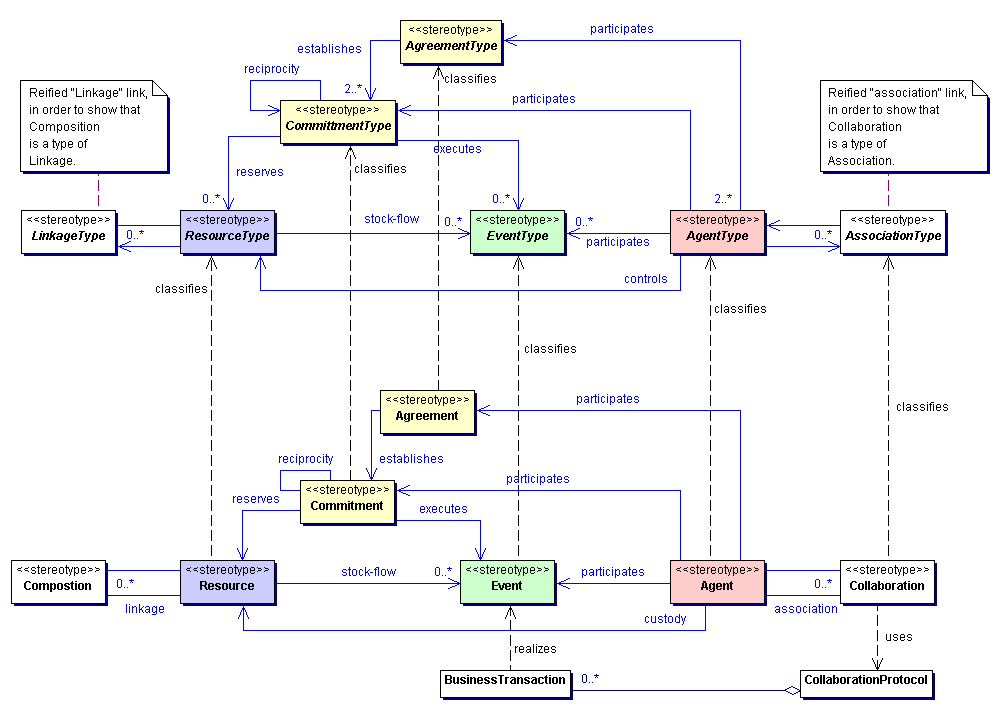 <<stereotype>>
AgreementType
participates
establishes
classifies
reciprocity
2..*
participates
Reified "Linkage" link,
in order to show that
Composition
is a type of
Linkage.
<<stereotype>>
CommittmentType
Reified "association" link,
in order to show that
Collaboration
is a type of
Association.
executes
classifies
reserves
0..*
0..*
2..*
<<stereotype>>
LinkageType
0..*
<<stereotype>>
ResourceType
stock-flow
0..*
<<stereotype>>
EventType
0..*
participates
<<stereotype>>
AgentType
0..*
<<stereotype>>
AssociationType
controls
classifies
classifies
classifies
<<stereotype>>
Agreement
participates
classifies
establishes
reciprocity
<<stereotype>>
Commitment
participates
reserves
executes
<<stereotype>>
Compostion
0..*
linkage
<<stereotype>>
Resource
stock-flow
0..*
<<stereotype>>
Event
participates
<<stereotype>>
Agent
0..*
association
<<stereotype>>
Collaboration
custody
realizes
uses
BusinessTransaction
0..*
CollaborationProtocol